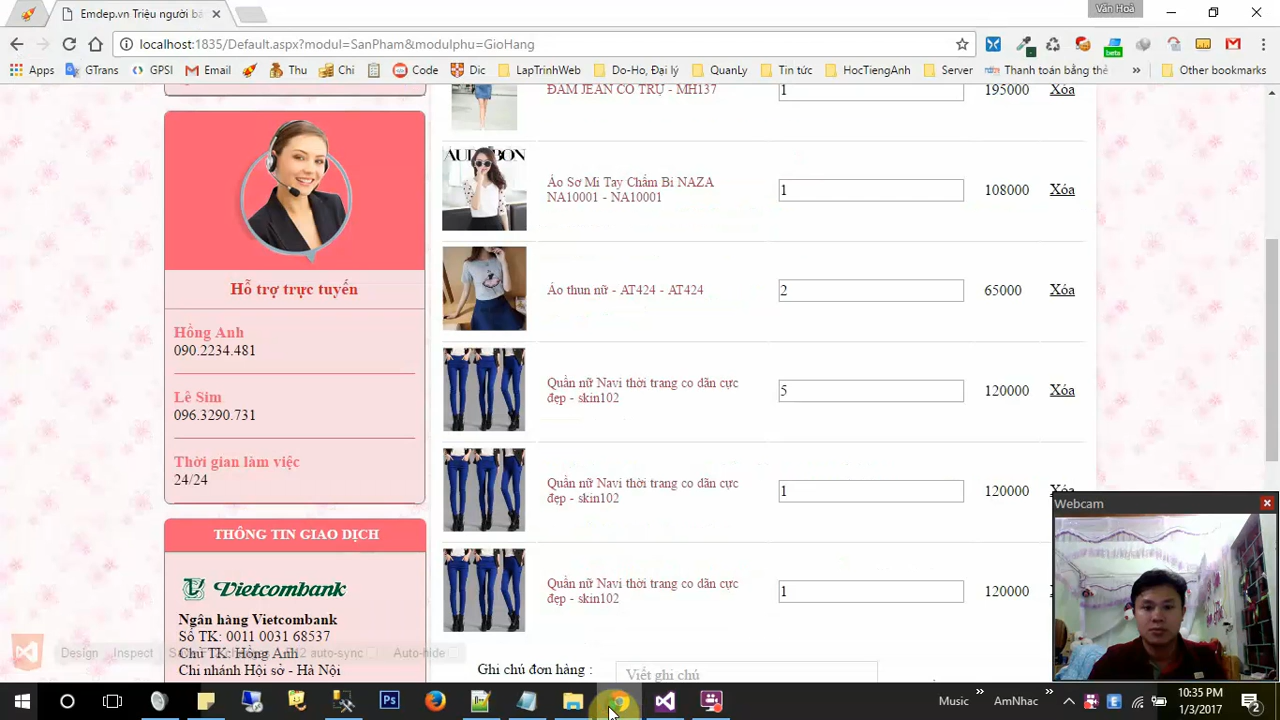 Emdep.vn Triệu người bá
Văn Hoà
localhost:1835/Default.aspx?modul=SanPham&modulphu=GioHang
beta
Apps GTrans GPSI Email Thu Chi Code Dic LapTrinhWeb Do-Ho, Đại lý QuanLy Tin tức HocTiengAnh Server Thanh toán bằng thẻ » Other bookmarks
ĐẦM JEAN CỔ TRỤ - MH137 1 195000 Xóa
Áo Sơ Mi Tay Chấm Bi NAZA
NA10001 - NA10001 1 108000 Xóa
Áo thun nữ - AT424 - AT424 2 65000 Xóa
Quần nữ Navi thời trang co dãn cực
đẹp - skin102 5 120000 Xóa
Quần nữ Navi thời trang co dãn cực
đẹp - skin102 1 120000 Xóa
Quần nữ Navi thời trang co dãn cực
đẹp - skin102 1 120000
Ghi chú đơn hàng : Viết ghi chú
Hỗ trợ trực tuyến
Hồng Anh
090.2234.481
Lê Sim
096.3290.731
Thời gian làm việc
24/24
THÔNG TIN GIAO DỊCH
Vietcombank
Ngân hàng Vietcombank
Số TK: 0011 0031 68537
Chủ TK: Hồng Anh
Chi nhánh Hội sở - Hà Nội
Design Inspect auto-sync Auto-hide
Webcam
Music » AmNhac »
10:35 PM
1/3/2017
2